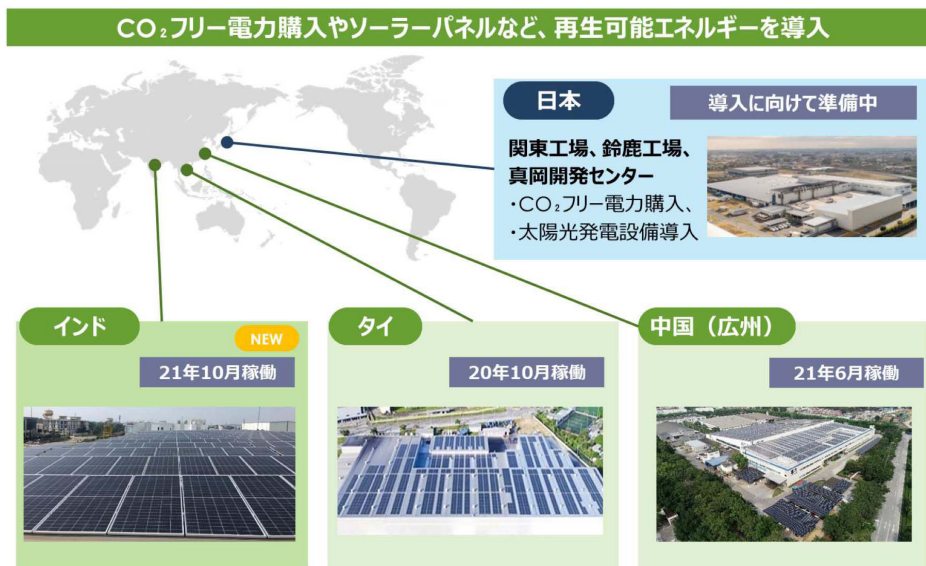 CO₂フリー電力購入やソーラーパネルなど、再生可能エネルギーを導入
日本
導入に向けて準備中
関東工場、鈴鹿工場、
真岡開発センター
・CO₂フリー電力購入、
・太陽光発電設備導入
インド
NEW
21年10月稼働
タイ
20年10月稼働
中国（広州）
21年6月稼働